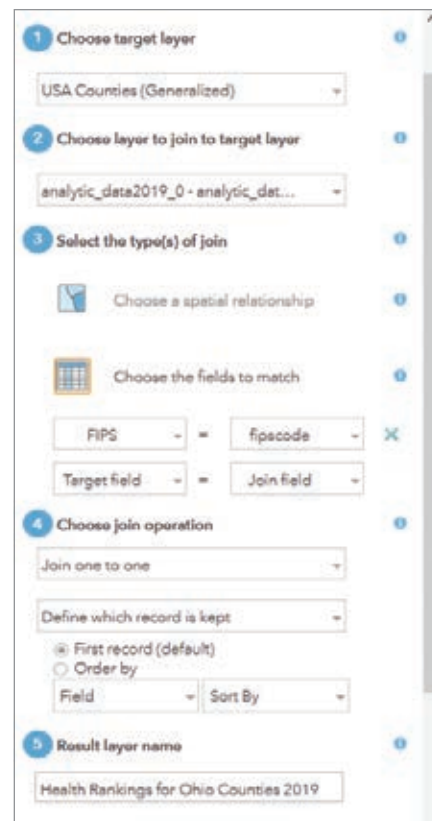 1 Choose target layer
USA Counties (Generalized)
2 Choose layer to join to target layer
analytic_data2019_0 - analytic_dat...
3 Select the type(s) of join
Choose a spatial relationship
Choose the fields to match
FIPS = fipscode
Target field = Join field
4 Choose join operation
Join one to one
Define which record is kept
First record (default)
Order by
Field Sort By
5 Result layer name
Health Rankings for Ohio Counties 2019